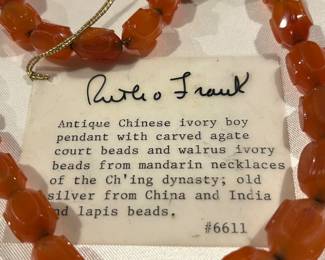 Ruth Frank
Antique Chinese ivory boy
pendant with carved agate
court beads and walrus ivory
beads from mandarin necklaces
of the Ch'ing dynasty; old
silver from China and India
and lapis beads.
#6611